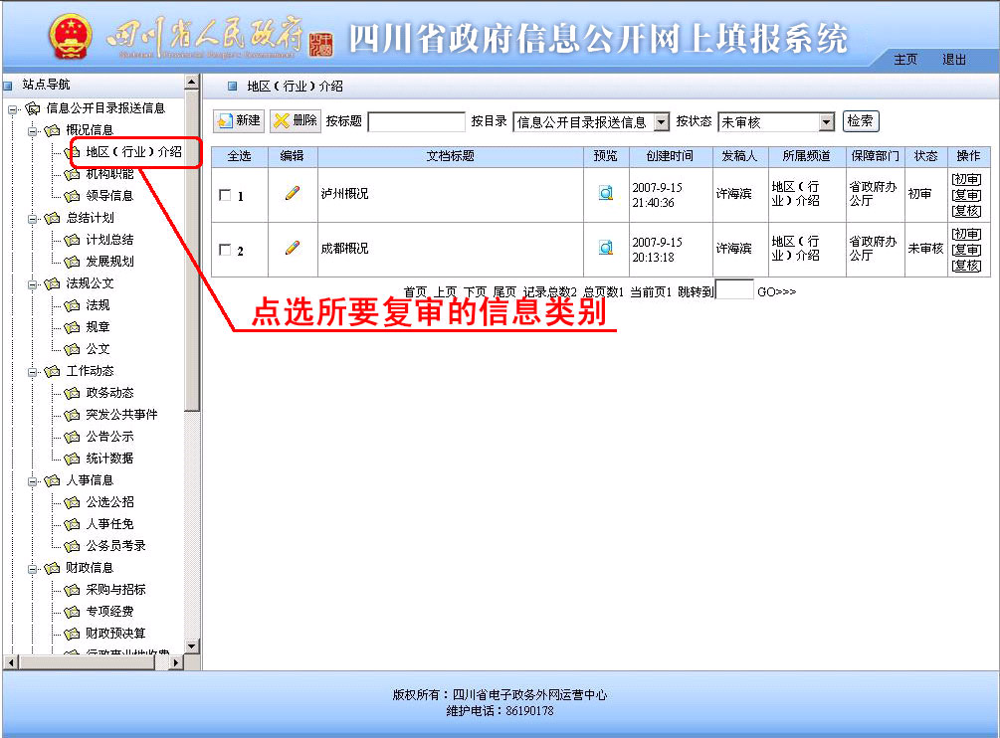 四川省人民政府 四川省政府信息公开网上填报系统
主页 退出
站点导航
信息公开目录报送信息
概况信息
地区（行业）介绍
机构职能
领导信息
总结计划
计划总结
发展规划
法规公文
法规
规章
公文
工作动态
政务动态
突发公共事件
公告公示
统计数据
人事信息
公选公招
人事任免
公务员考录
财政信息
采购与招标
专项经费
财政预决算
行政事业性收费
地区（行业）介绍
新建 删除 按标题 按目录 信息公开目录报送信息 按状态 未审核 检索
全选 编辑 文档标题 预览 创建时间 发稿人 所属频道 保障部门 状态 操作
1 泸州概况 2007-9-15 21:40:36 许海滨 地区（行业）介绍 省政府办公厅 初审 [初审] [复审] [复核]
2 成都概况 2007-9-15 20:13:18 许海滨 地区（行业）介绍 省政府办公厅 未审核 [初审] [复审] [复核]
首页 上页 下页 尾页 记录总数2 总页数1 当前页1 跳转到 GO>>>
点选所要复审的信息类别
版权所有：四川省电子政务外网运营中心
维护电话：86190178